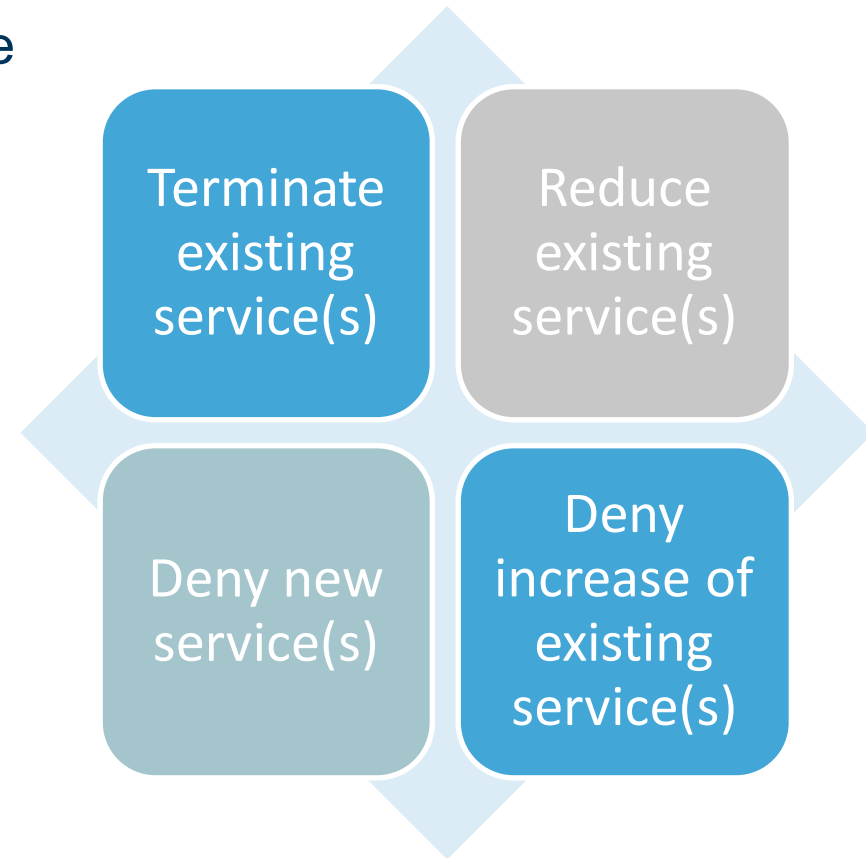 e
Terminate
existing
service(s)
Reduce
existing
service(s)
Deny new
service(s)
Deny
increase of
existing
service(s)